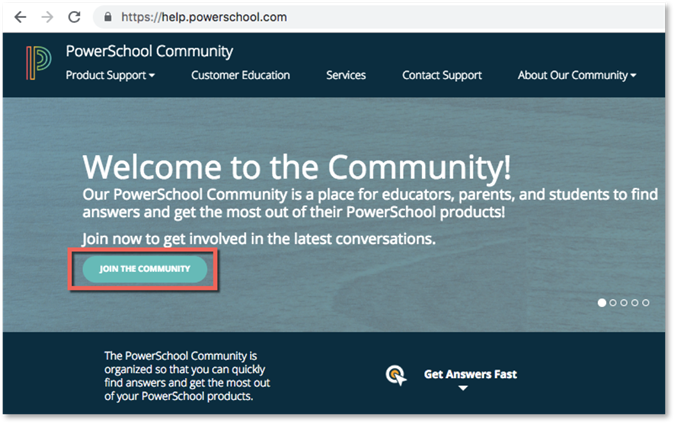 https://help.powerschool.com
PowerSchool Community
Product Support Customer Education Services Contact Support About Our Community
Welcome to the Community!
Our PowerSchool Community is a place for educators, parents, and students to find
answers and get the most out of their PowerSchool products!
Join now to get involved in the latest conversations.
JOIN THE COMMUNITY
The PowerSchool Community is
organized so that you can quickly
find answers and get the most out
of your PowerSchool products.
Get Answers Fast